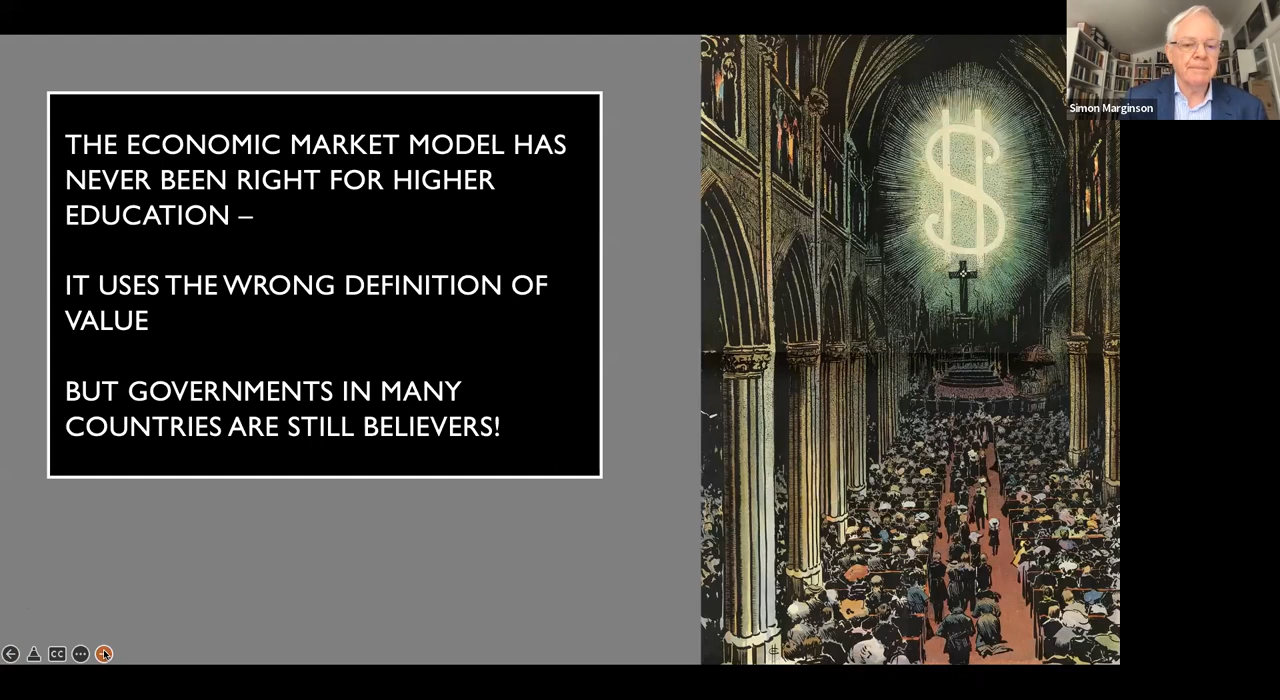 THE ECONOMIC MARKET MODEL HAS
NEVER BEEN RIGHT FOR HIGHER
EDUCATION –
IT USES THE WRONG DEFINITION OF
VALUE
BUT GOVERNMENTS IN MANY
COUNTRIES ARE STILL BELIEVERS!
Simon Marginson
CC